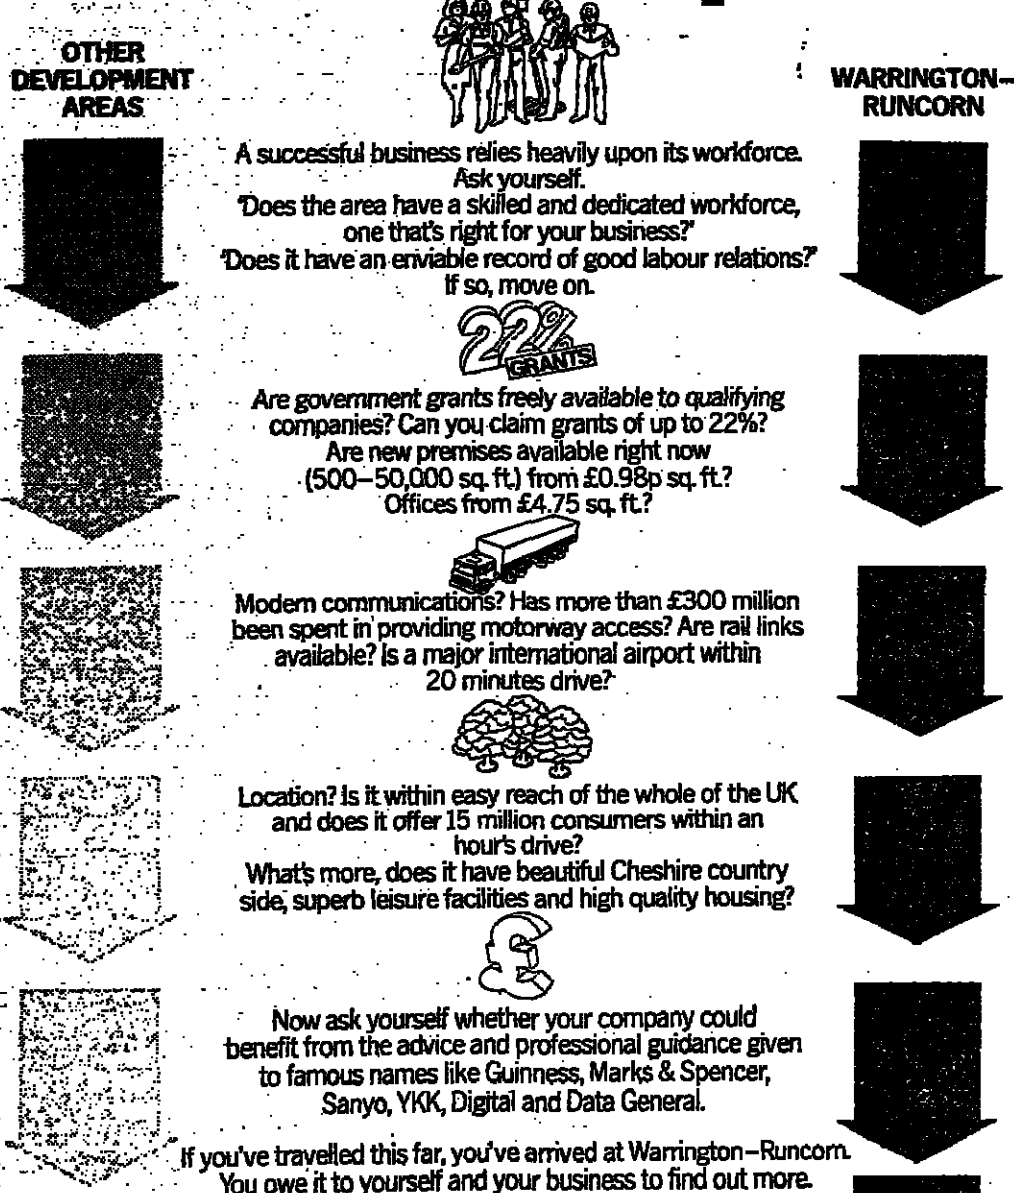 OTHER
DEVELOPMENT
AREAS
WARRINGTON–
RUNCORN
A successful business relies heavily upon its workforce.
Ask yourself.
'Does the area have a skilled and dedicated workforce,
one that's right for your business?'
'Does it have an enviable record of good labour relations?'
If so, move on.
22%
GRANTS
Are government grants freely available to qualifying
companies? Can you claim grants of up to 22%?
Are new premises available right now
(500–50,000 sq. ft.) from £0.98p sq. ft.?
Offices from £4.75 sq. ft.?
Modern communications? Has more than £300 million
been spent in providing motorway access? Are rail links
available? Is a major international airport within
20 minutes drive?
Location? Is it within easy reach of the whole of the UK
and does it offer 15 million consumers within an
hour's drive?
What's more, does it have beautiful Cheshire country
side, superb leisure facilities and high quality housing?
£
Now ask yourself whether your company could
benefit from the advice and professional guidance given
to famous names like Guinness, Marks & Spencer,
Sanyo, YKK, Digital and Data General.
If you've travelled this far, you've arrived at Warrington–Runcorn.
You owe it to yourself and your business to find out more.